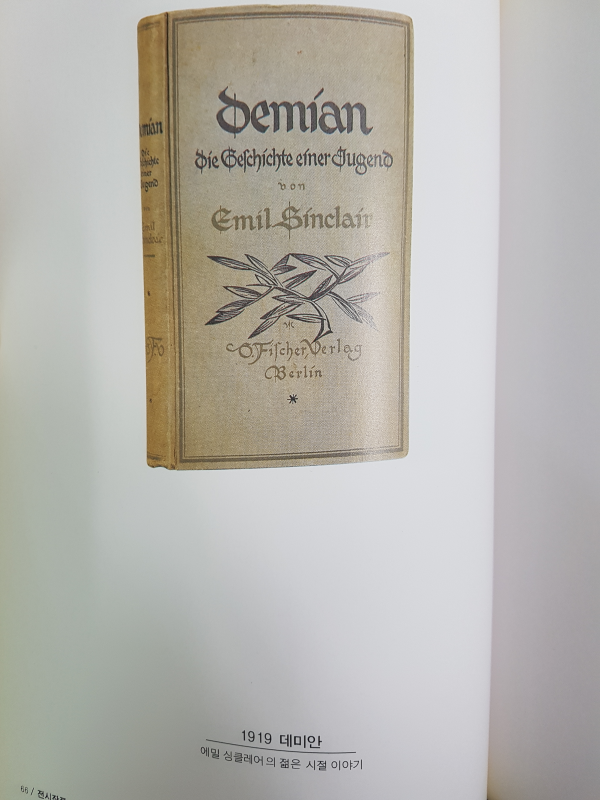 Demian
Die Geschichte einer Jugend
von
Emil Sinclair
S. Fischer, Verlag
Berlin
*
1919 데미안
에밀 싱클레어의 젊은 시절 이야기
66 /